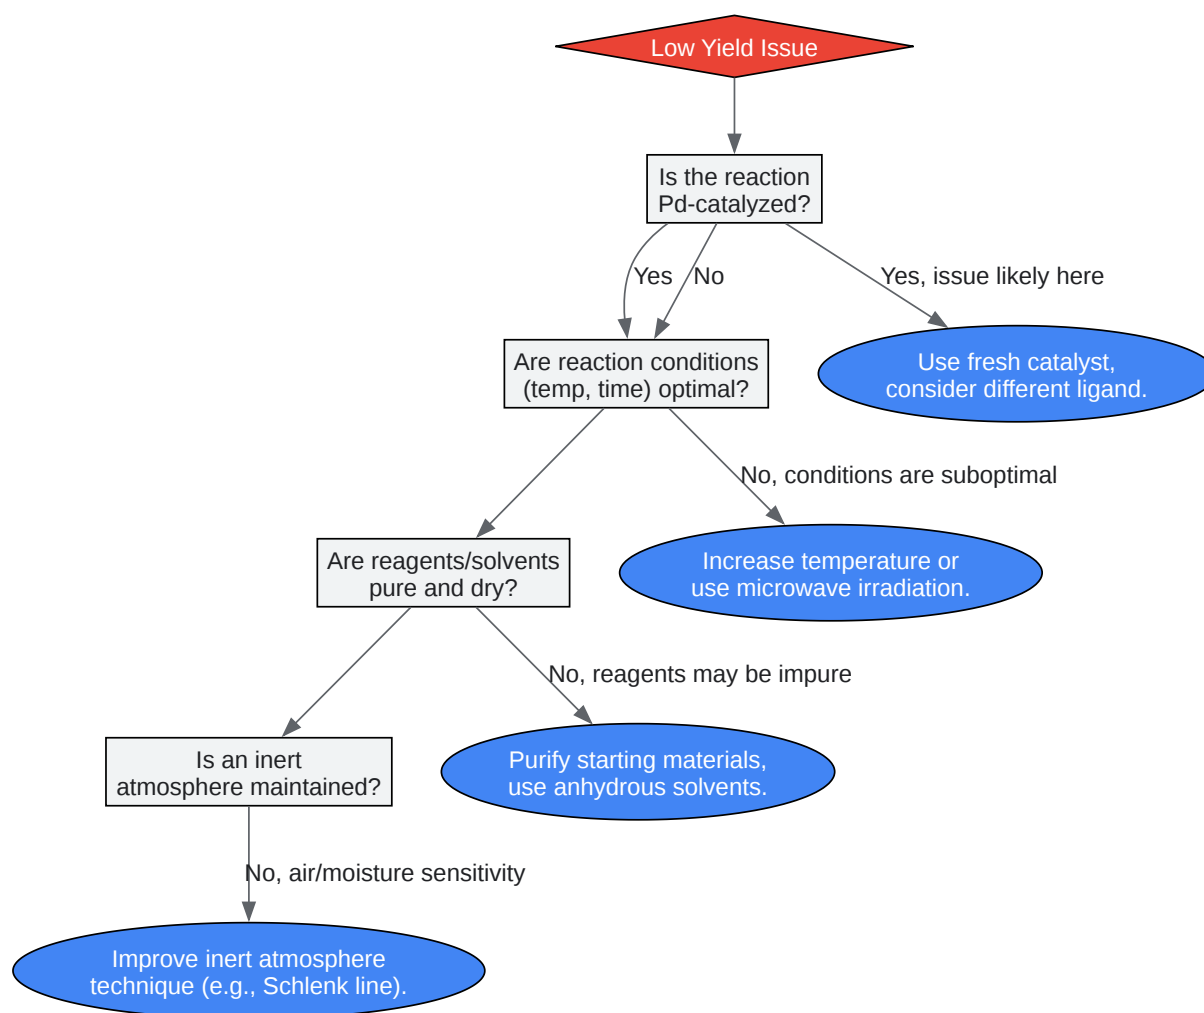 Low Yield Issue
Is the reaction
Pd-catalyzed?
Yes
No
Yes, issue likely here
Are reaction conditions
(temp, time) optimal?
Use fresh catalyst,
consider different ligand.
No, conditions are suboptimal
Are reagents/solvents
pure and dry?
Increase temperature or
use microwave irradiation.
No, reagents may be impure
Is an inert
atmosphere maintained?
Purify starting materials,
use anhydrous solvents.
No, air/moisture sensitivity
Improve inert atmosphere
technique (e.g., Schlenk line).